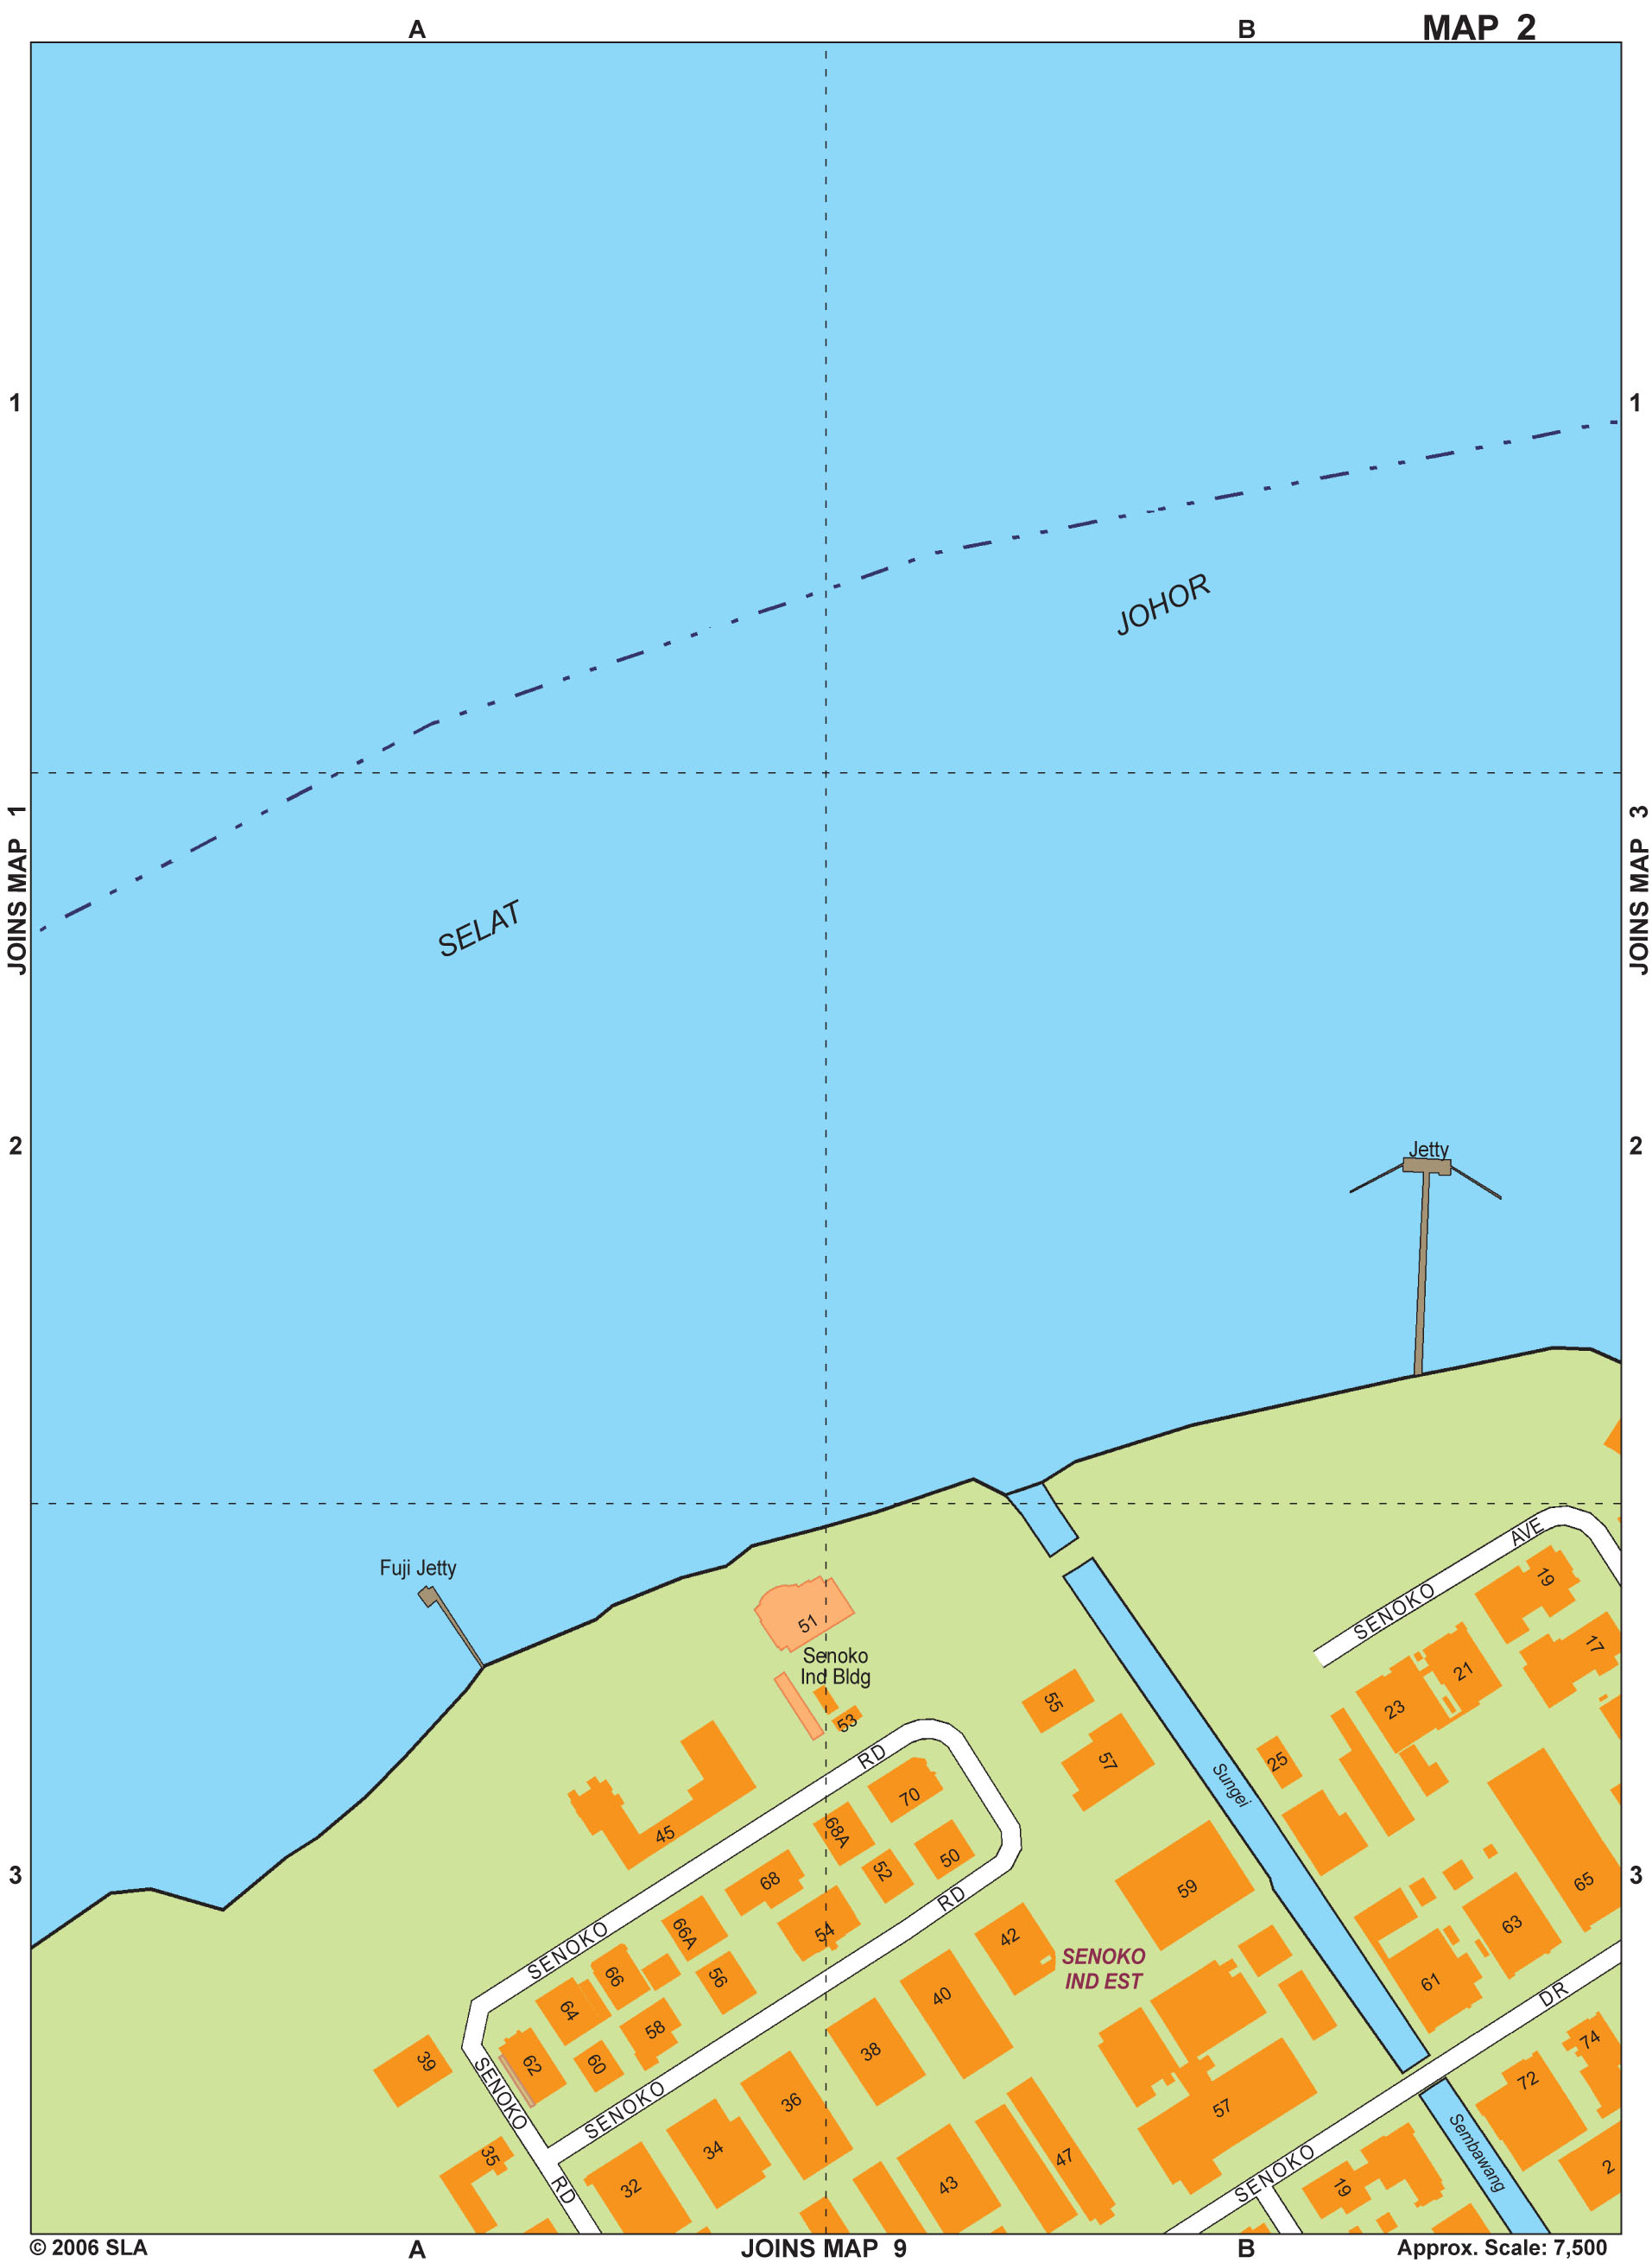 A
B
MAP 2
1
1
JOHOR
JOINS MAP 1
JOINS MAP 3
SELAT
2
2
Jetty
Fuji Jetty
SENOKO AVE
19
51
Senoko
Ind Bldg
17
21
23
55
53
57
25
RD
Sungei
70
45
68A
50
52
68
59
65
3
3
RD
54
66A
42
63
SENOKO
SENOKO
IND EST
66
56
40
61
64
DR
58
38
74
39
62
60
72
SENOKO
SENOKO
36
57
34
47
Sembawang
35
32
43
RD
SENOKO
19
2
© 2006 SLA
A
JOINS MAP 9
B
Approx. Scale: 7,500